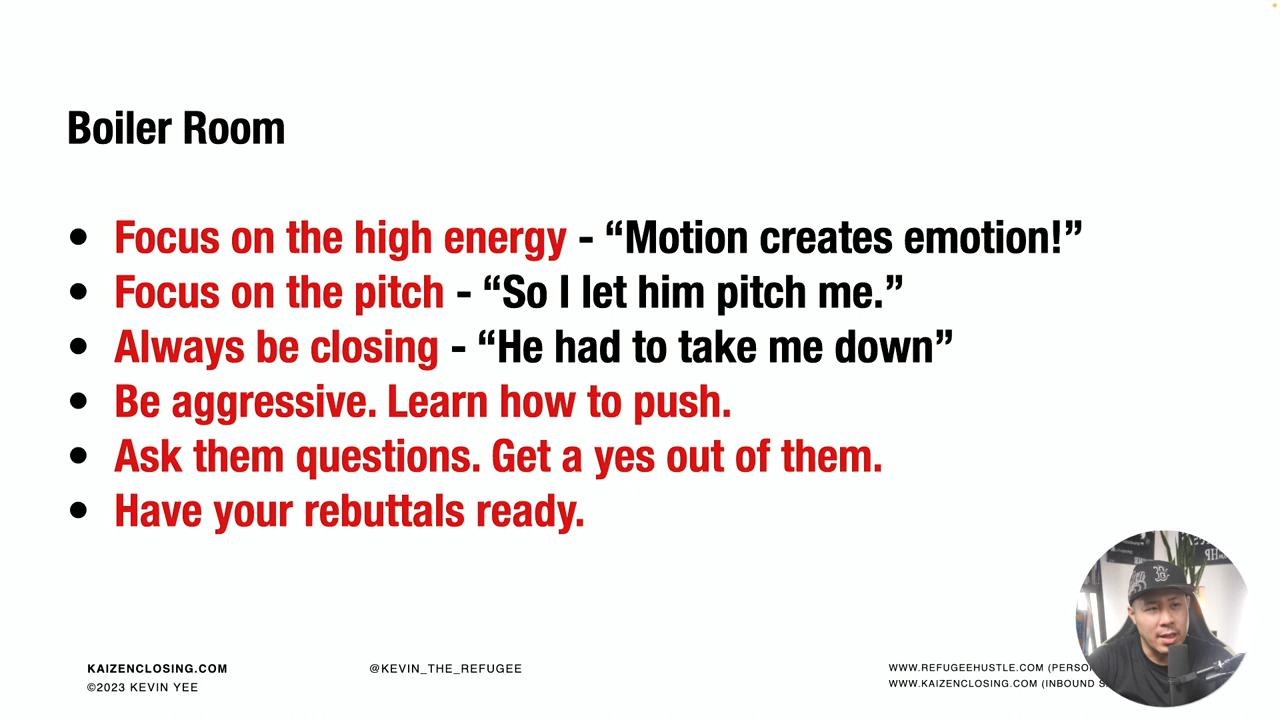 Boiler Room
• Focus on the high energy - “Motion creates emotion!”
• Focus on the pitch - “So I let him pitch me.”
• Always be closing - “He had to take me down”
• Be aggressive. Learn how to push.
• Ask them questions. Get a yes out of them.
• Have your rebuttals ready.
KAIZENCLOSING.COM
©2023 KEVIN YEE
@KEVIN_THE_REFUGEE
WWW.REFUGEEHUSTLE.COM
WWW.KAIZENCLOSING.COM (INBOUND